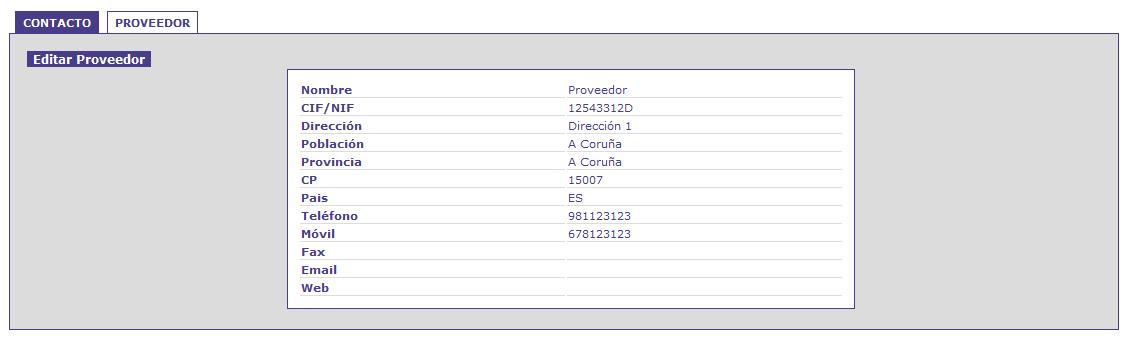 CONTACTO PROVEEDOR
Editar Proveedor
Nombre Proveedor
CIF/NIF 12543312D
Dirección Dirección 1
Población A Coruña
Provincia A Coruña
CP 15007
Pais ES
Teléfono 981123123
Móvil 678123123
Fax
Email
Web